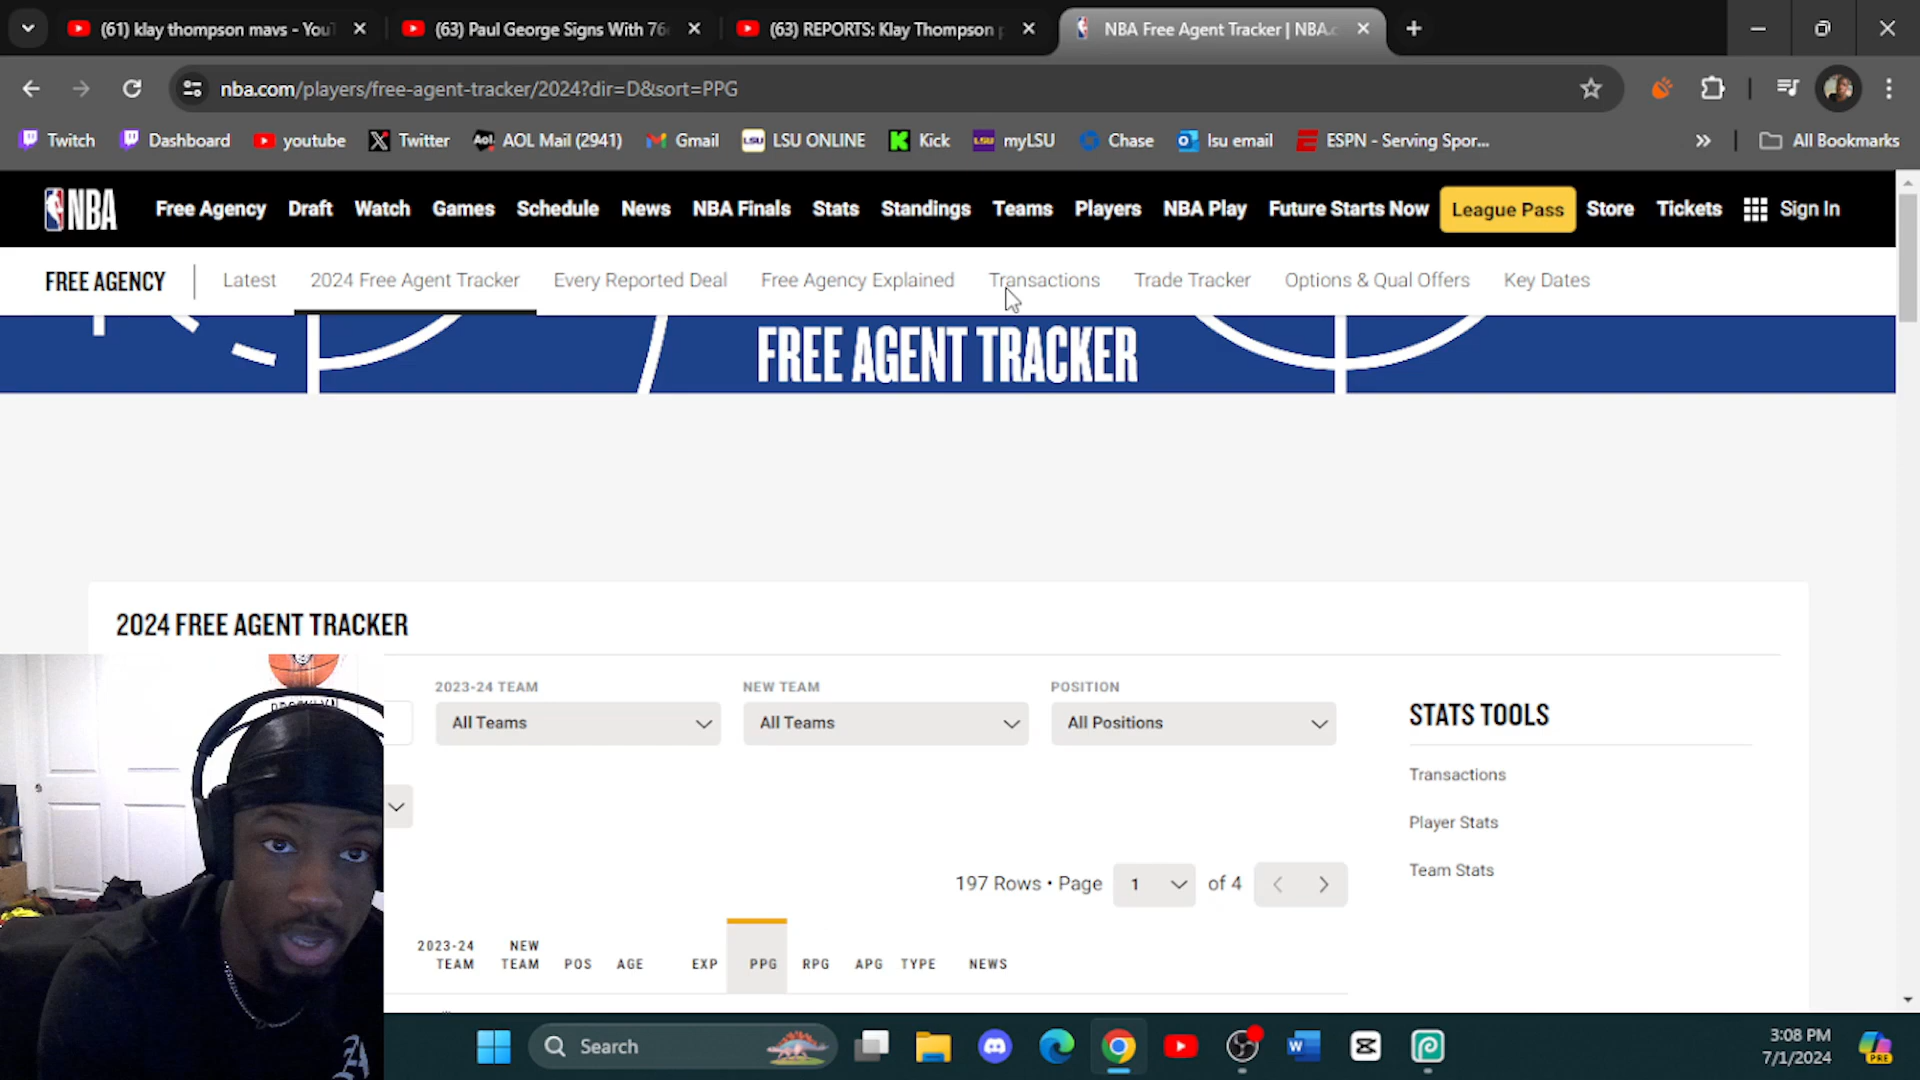 (61) klay thompson mavs - You
(63) Paul George Signs With 76
(63) REPORTS: Klay Thompson p
NBA Free Agent Tracker | NBA.c
nba.com/players/free-agent-tracker/2024?dir=D&sort=PPG
Twitch
Dashboard
youtube
Twitter
Aol. AOL Mail (2941)
Gmail
LSU LSU ONLINE
Kick
LSU myLSU
Chase
lsu email
ESPN - Serving Spor...
All Bookmarks
NBA Free Agency Draft Watch Games Schedule News NBA Finals Stats Standings Teams Players NBA Play Future Starts Now League Pass Store Tickets Sign In
FREE AGENCY Latest 2024 Free Agent Tracker Every Reported Deal Free Agency Explained Transactions Trade Tracker Options & Qual Offers Key Dates
FREE AGENT TRACKER
2024 FREE AGENT TRACKER
2023-24 TEAM
All Teams
NEW TEAM
All Teams
POSITION
All Positions
STATS TOOLS
Transactions
Player Stats
Team Stats
197 Rows • Page 1 of 4
2023-24 TEAM NEW TEAM POS AGE EXP PPG RPG APG TYPE NEWS
Search
3:08 PM
7/1/2024
PRE